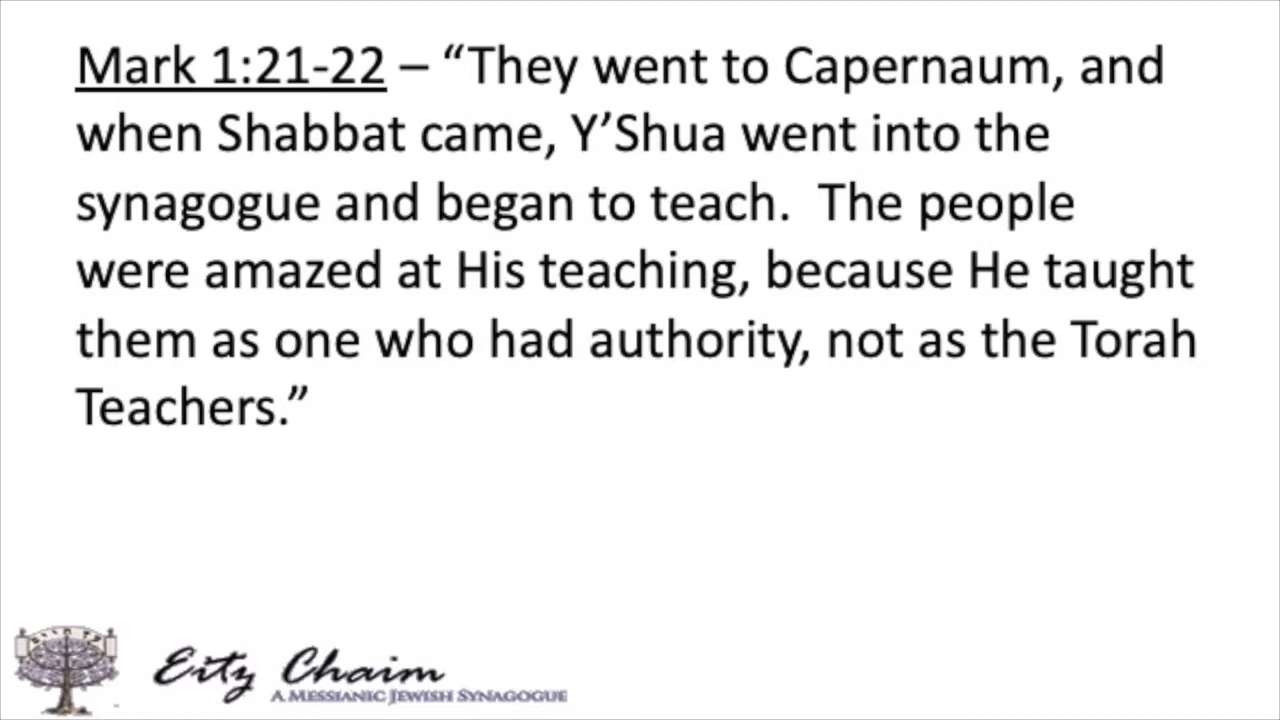 Mark 1:21-22 – “They went to Capernaum, and
when Shabbat came, Y’Shua went into the
synagogue and began to teach.  The people
were amazed at His teaching, because He taught
them as one who had authority, not as the Torah
Teachers.”
Eitz Chaim
A Messianic Jewish Synagogue